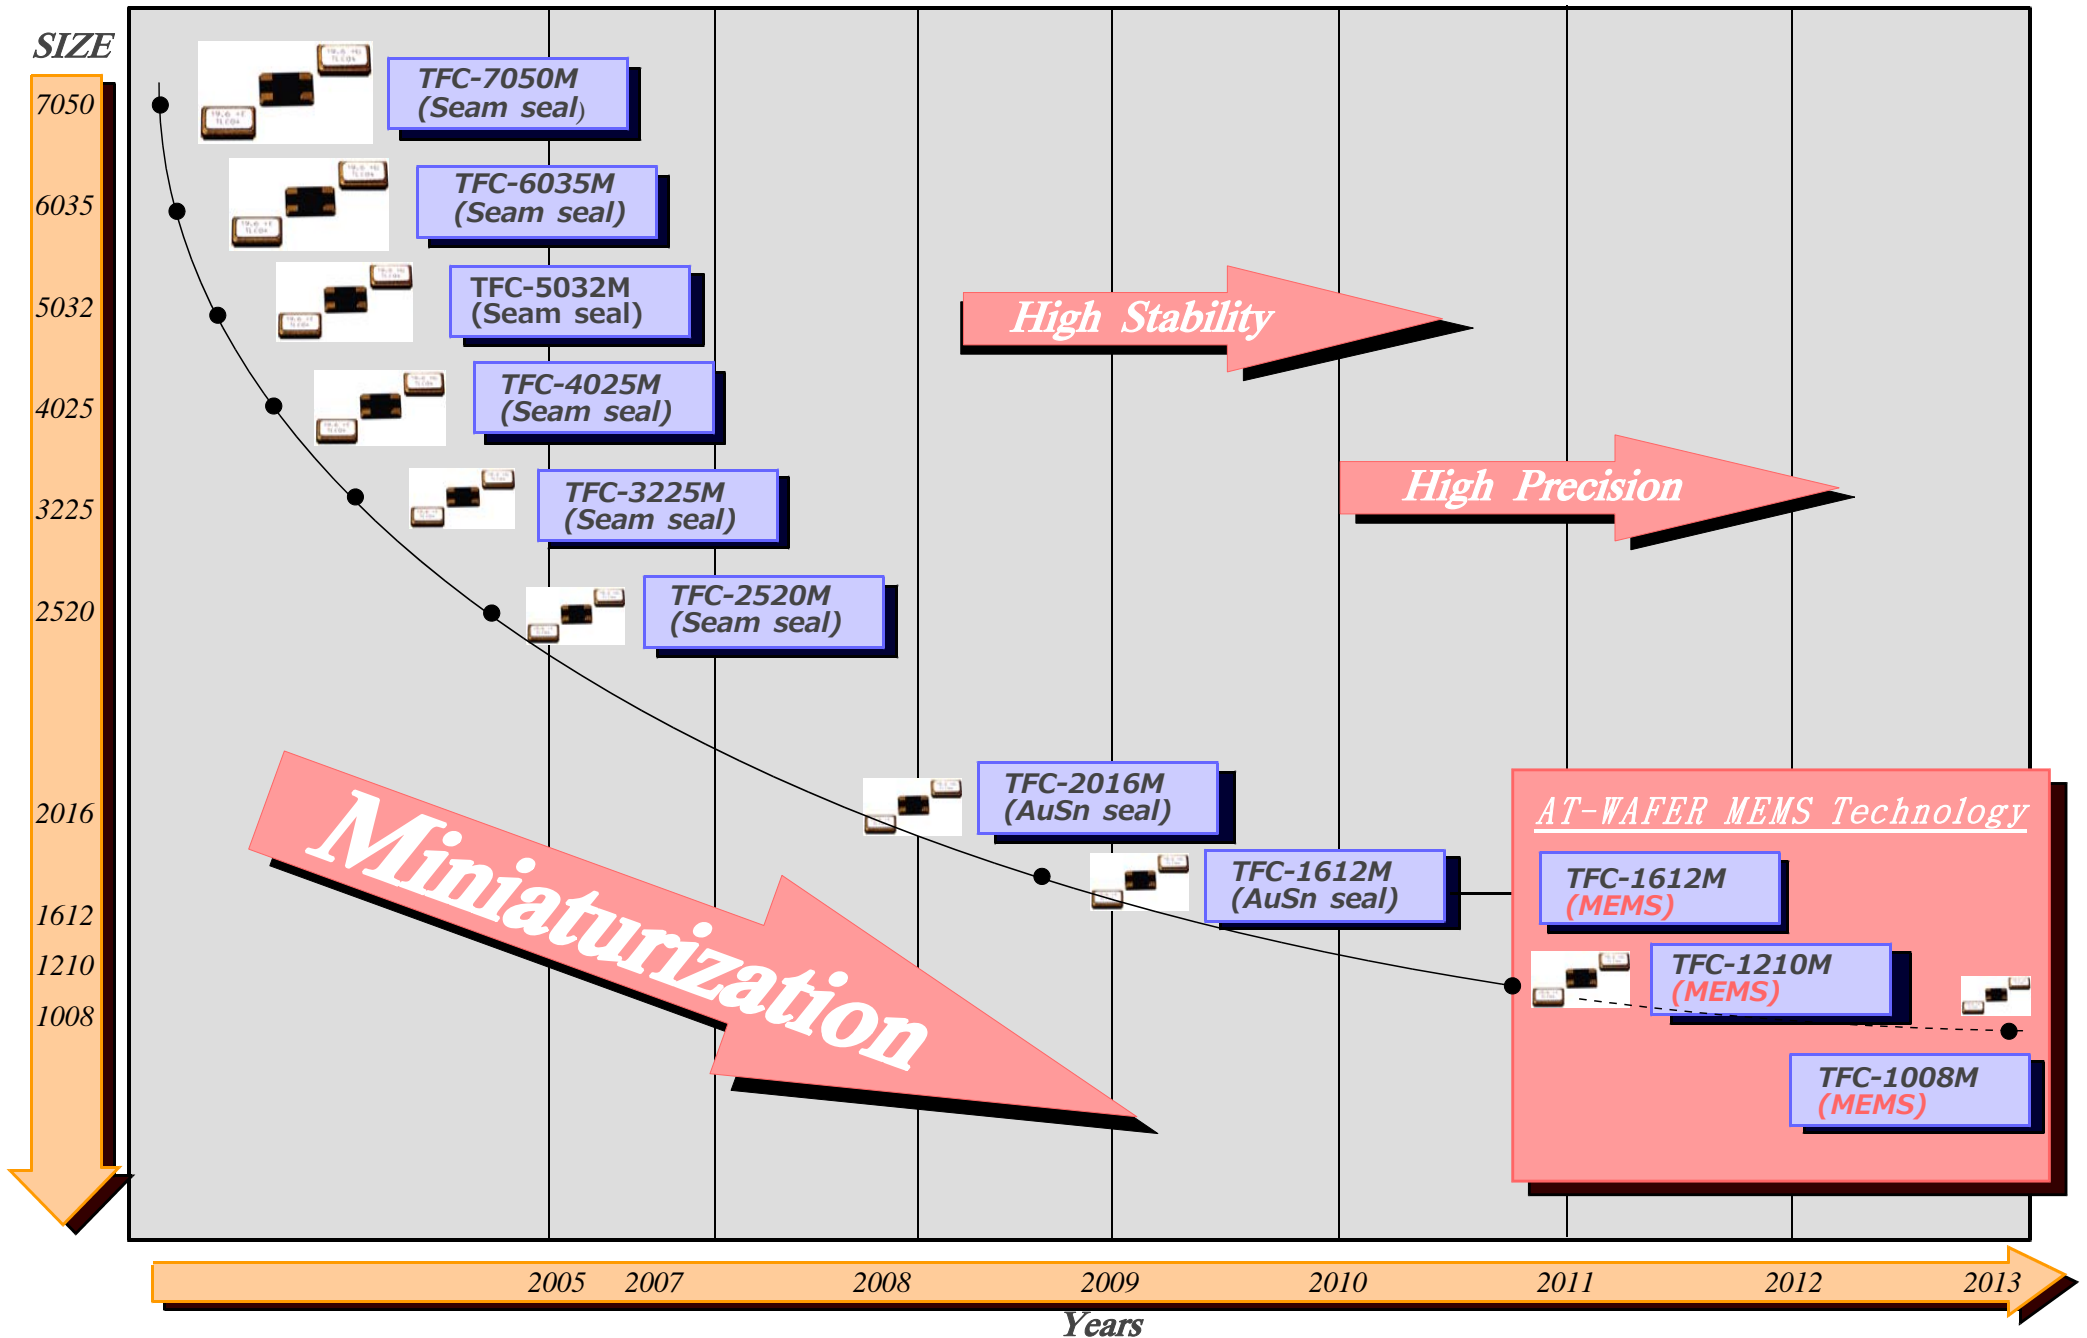 SIZE
7050
6035
5032
4025
3225
2520
2016
1612
1210
1008
TFC-7050M
(Seam seal)
TFC-6035M
(Seam seal)
TFC-5032M
(Seam seal)
TFC-4025M
(Seam seal)
TFC-3225M
(Seam seal)
TFC-2520M
(Seam seal)
High Stability
High Precision
Miniaturization
TFC-2016M
(AuSn seal)
TFC-1612M
(AuSn seal)
AT-WAFER MEMS Technology
TFC-1612M
(MEMS)
TFC-1210M
(MEMS)
TFC-1008M
(MEMS)
2005 2007 2008 2009 2010 2011 2012 2013
Years